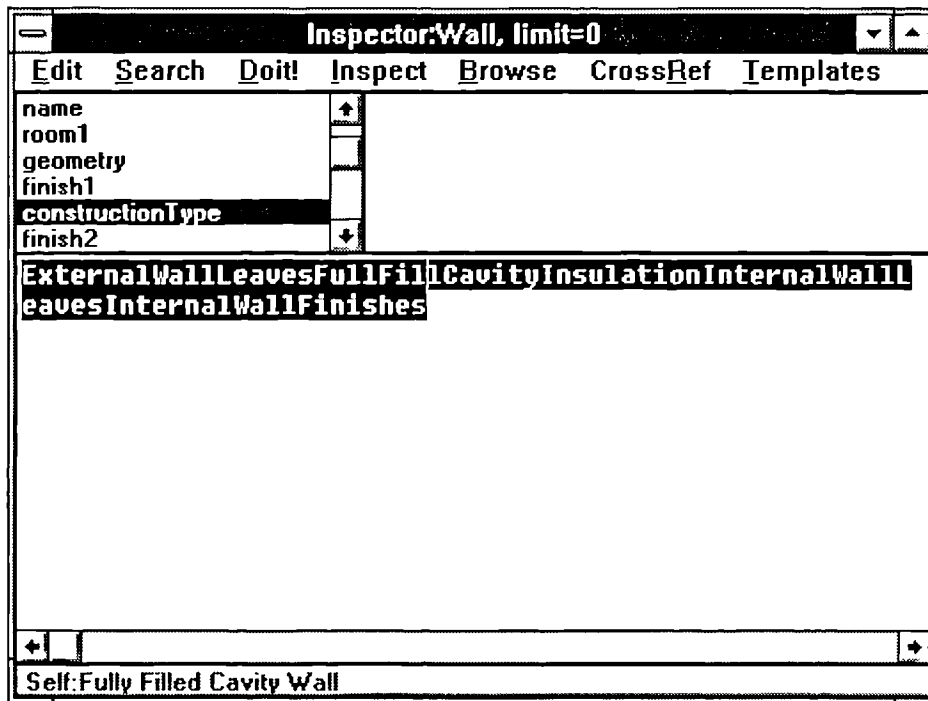 Inspector:Wall, limit=0
Edit Search Doit! Inspect Browse CrossRef Templates
name
room1
geometry
finish1
constructionType
finish2
ExternalWallLeavesFullFillCavityInsulationInternalWallL
eavesInternalWallFinishes
Self:Fully Filled Cavity Wall